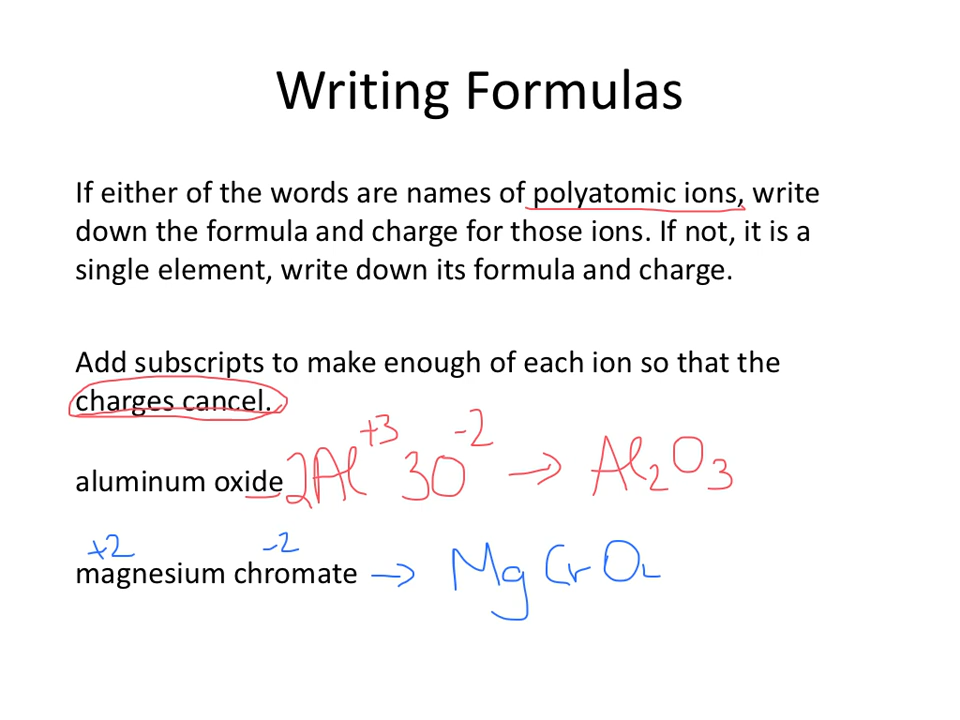 Writing Formulas
If either of the words are names of polyatomic ions, write
down the formula and charge for those ions. If not, it is a
single element, write down its formula and charge.
Add subscripts to make enough of each ion so that the
charges cancel.
aluminum oxide 2Al+3 3O-2 → Al2O3
+2 -2
magnesium chromate → MgCrO